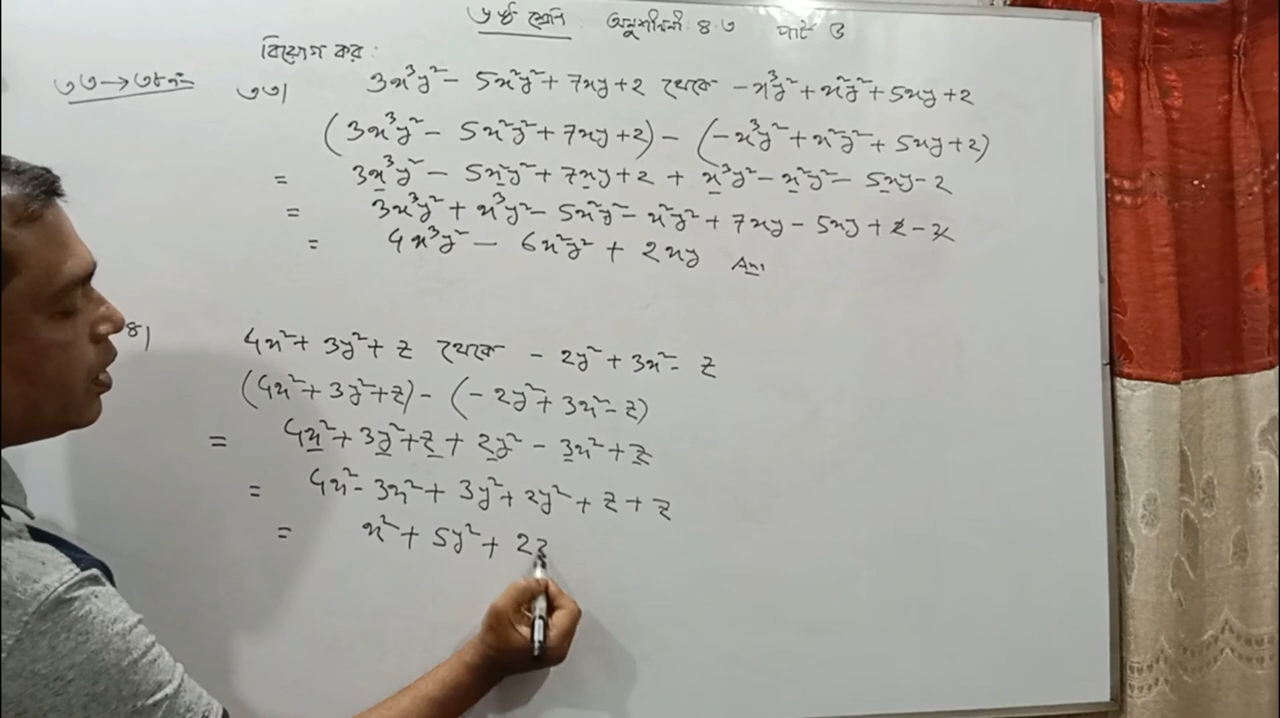 ৬ষ্ঠ শ্রেণি অনুশীলনী ৪.৩ পার্ট ৩
বিয়োগ কর:
৩৩→৩৮নং ৩৩| 3x³y² - 5x²y² + 7xy + 2 থেকে - x³y² + x²y² + 5xy + 2
(3x³y² - 5x²y² + 7xy + 2) - (-x³y² + x²y² + 5xy + 2)
= 3x³y² - 5x²y² + 7xy + 2 + x³y² - x²y² - 5xy - 2
= 3x³y² + x³y² - 5x²y² - x²y² + 7xy - 5xy + 2 - 2
= 4x³y² - 6x²y² + 2xy Ans
৪| 4x² + 3y² + z থেকে - 2y² + 3x² - z
(4x² + 3y² + z) - (-2y² + 3x² - z)
= 4x² + 3y² + z + 2y² - 3x² + z
= 4x² - 3x² + 3y² + 2y² + z + z
= x² + 5y² + 2z